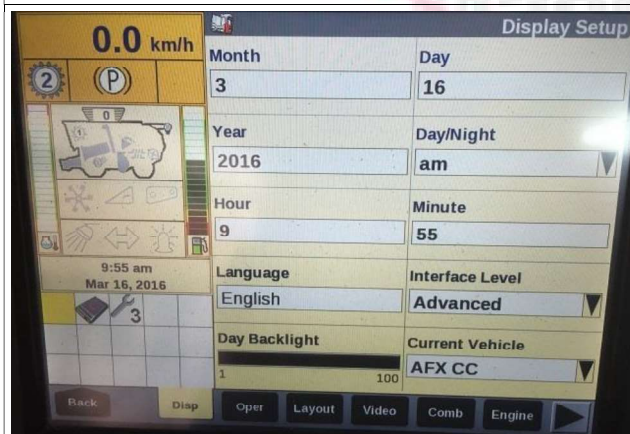 0.0 km/h
Display Setup
2
(P)
0
Month
Day
3
16
Year
Day/Night
2016
am
Hour
Minute
9
55
9:55 am
Mar 16, 2016
Language
Interface Level
English
Advanced
3
Day Backlight
Current Vehicle
1
100
AFX CC
Back
Disp
Oper
Layout
Video
Comb
Engine